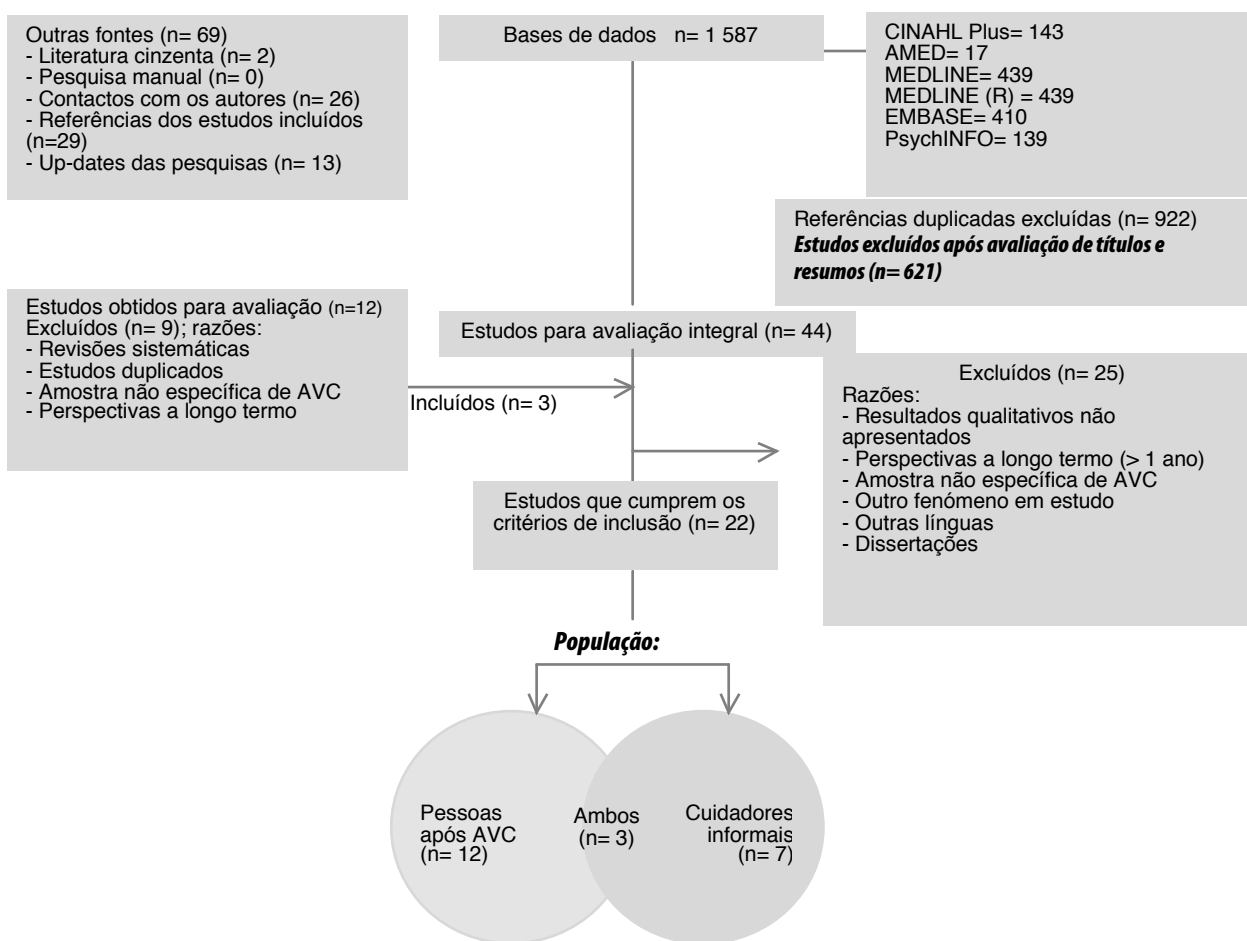 Outras fontes (n= 69)
- Literatura cinzenta (n= 2)
- Pesquisa manual (n= 0)
- Contactos com os autores (n= 26)
- Referências dos estudos incluídos
(n=29)
- Up-dates das pesquisas (n= 13)
Bases de dados n= 1 587
CINAHL Plus= 143
AMED= 17
MEDLINE= 439
MEDLINE (R) = 439
EMBASE= 410
PsychINFO= 139
Referências duplicadas excluídas (n= 922)
Estudos excluídos após avaliação de títulos e
resumos (n= 621)
Estudos obtidos para avaliação (n=12)
Excluídos (n= 9); razões:
- Revisões sistemáticas
- Estudos duplicados
- Amostra não específica de AVC
- Perspectivas a longo termo
Estudos para avaliação integral (n= 44)
Incluídos (n= 3)
Excluídos (n= 25)
Razões:
- Resultados qualitativos não
apresentados
- Perspectivas a longo termo (> 1 ano)
- Amostra não específica de AVC
- Outro fenómeno em estudo
- Outras línguas
- Dissertações
Estudos que cumprem os
critérios de inclusão (n= 22)
População:
Pessoas
após AVC
(n= 12)
Ambos
(n= 3)
Cuidadores
informais
(n= 7)